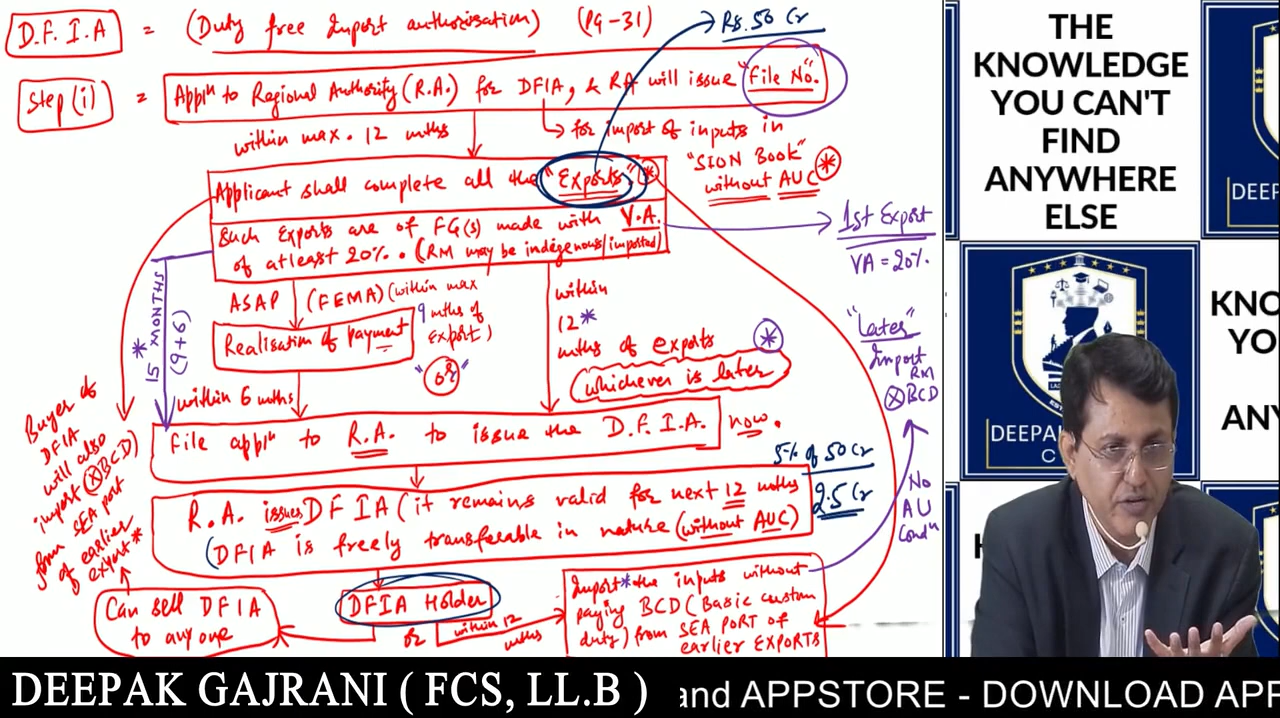 D.F.I.A = (Duty free Import authorisation) (PG-31)
Rs. 50 Cr
Step (i) = Appln to Regional Authority (R.A.) for DFIA, & RA will issue "File No."
within max. 12 mths
for import of inputs in
"SION Book"
without AUC *
Applicant shall complete all the "Exports" *
Such Exports are of FG(s) made with V.A.
of atleast 20%. (RM may be indigenous/imported)
1st Export
VA = 20%.
15 MONTHS *
(9+6)
ASAP (FEMA) (within max
9 mths of
export)
Realisation of payment
"OR"
within 6 mths
within
12*
mths of exports *
(whichever is later)
"Later"
Import
RM
X BCD
No
AU
Condn
File appln to R.A. to issue the D.F.I.A. now.
5% of 50 Cr
2.5 Cr
R.A. issues DFIA (it remains valid for next 12 mths
(DFIA is freely transferable in nature (without AUC)
Buyer of
DFIA
will also
import (X BCD)
from SEA port
of earlier
export *
Can sell DFIA
to any one
DFIA Holder
or within 12
mths
Import* the inputs without
paying BCD (Basic custom
duty) from SEA PORT of
earlier EXPORTS
THE
KNOWLEDGE
YOU CAN'T
FIND
ANYWHERE
ELSE
DEEP
DEEPA
C
KNO
YO
ANY
DEEPAK GAJRANI ( FCS, LL.B )
and APPSTORE - DOWNLOAD APP